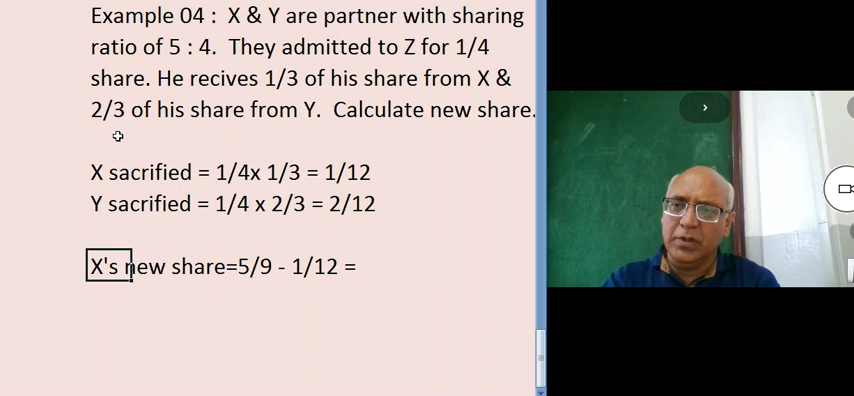 Example 04 : X & Y are partner with sharing
ratio of 5 : 4. They admitted to Z for 1/4
share. He recives 1/3 of his share from X &
2/3 of his share from Y. Calculate new share.
X sacrified = 1/4x 1/3 = 1/12
Y sacrified = 1/4 x 2/3 = 2/12
X's new share=5/9 - 1/12 =